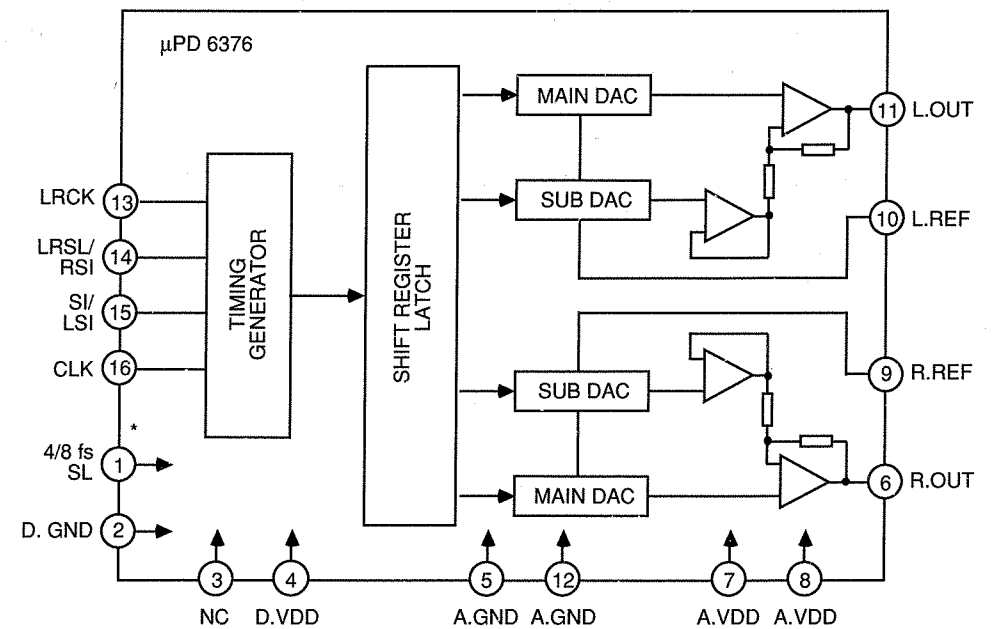 µPD 6376
MAIN DAC
11 L.OUT
LRCK 13
SUB DAC
10 L.REF
LRSL/
RSI
14
SI/
LSI
15
TIMING
GENERATOR
SHIFT REGISTER
LATCH
CLK 16
9 R.REF
SUB DAC
*
4/8 fs
SL
1
6 R.OUT
MAIN DAC
D. GND 2
3 4 5 12 7 8
NC D.VDD A.GND A.GND A.VDD A.VDD